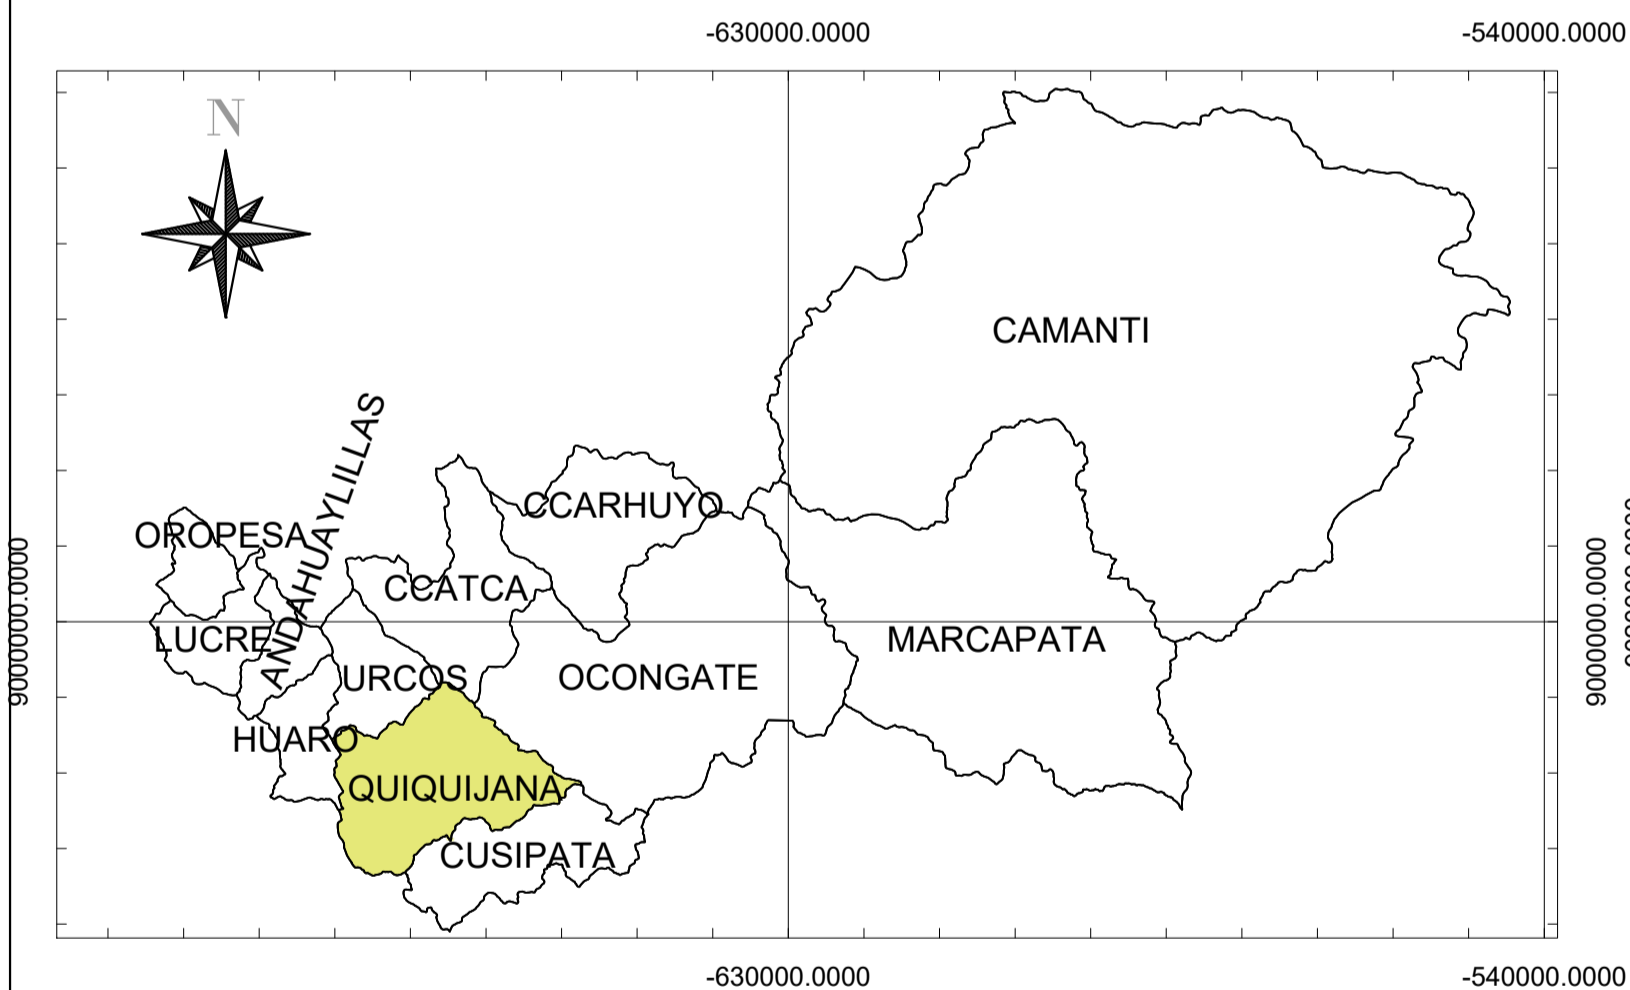 -630000.0000
-540000.0000
N
CAMANTI
ANDAHUAYLILLAS
CCARHUYO
OROPESA
CCATCA
9000000.0000
9000000.0000
LUCRE
MARCAPATA
URCOS
OCONGATE
HUARO
QUIQUIJANA
CUSIPATA
-630000.0000
-540000.0000